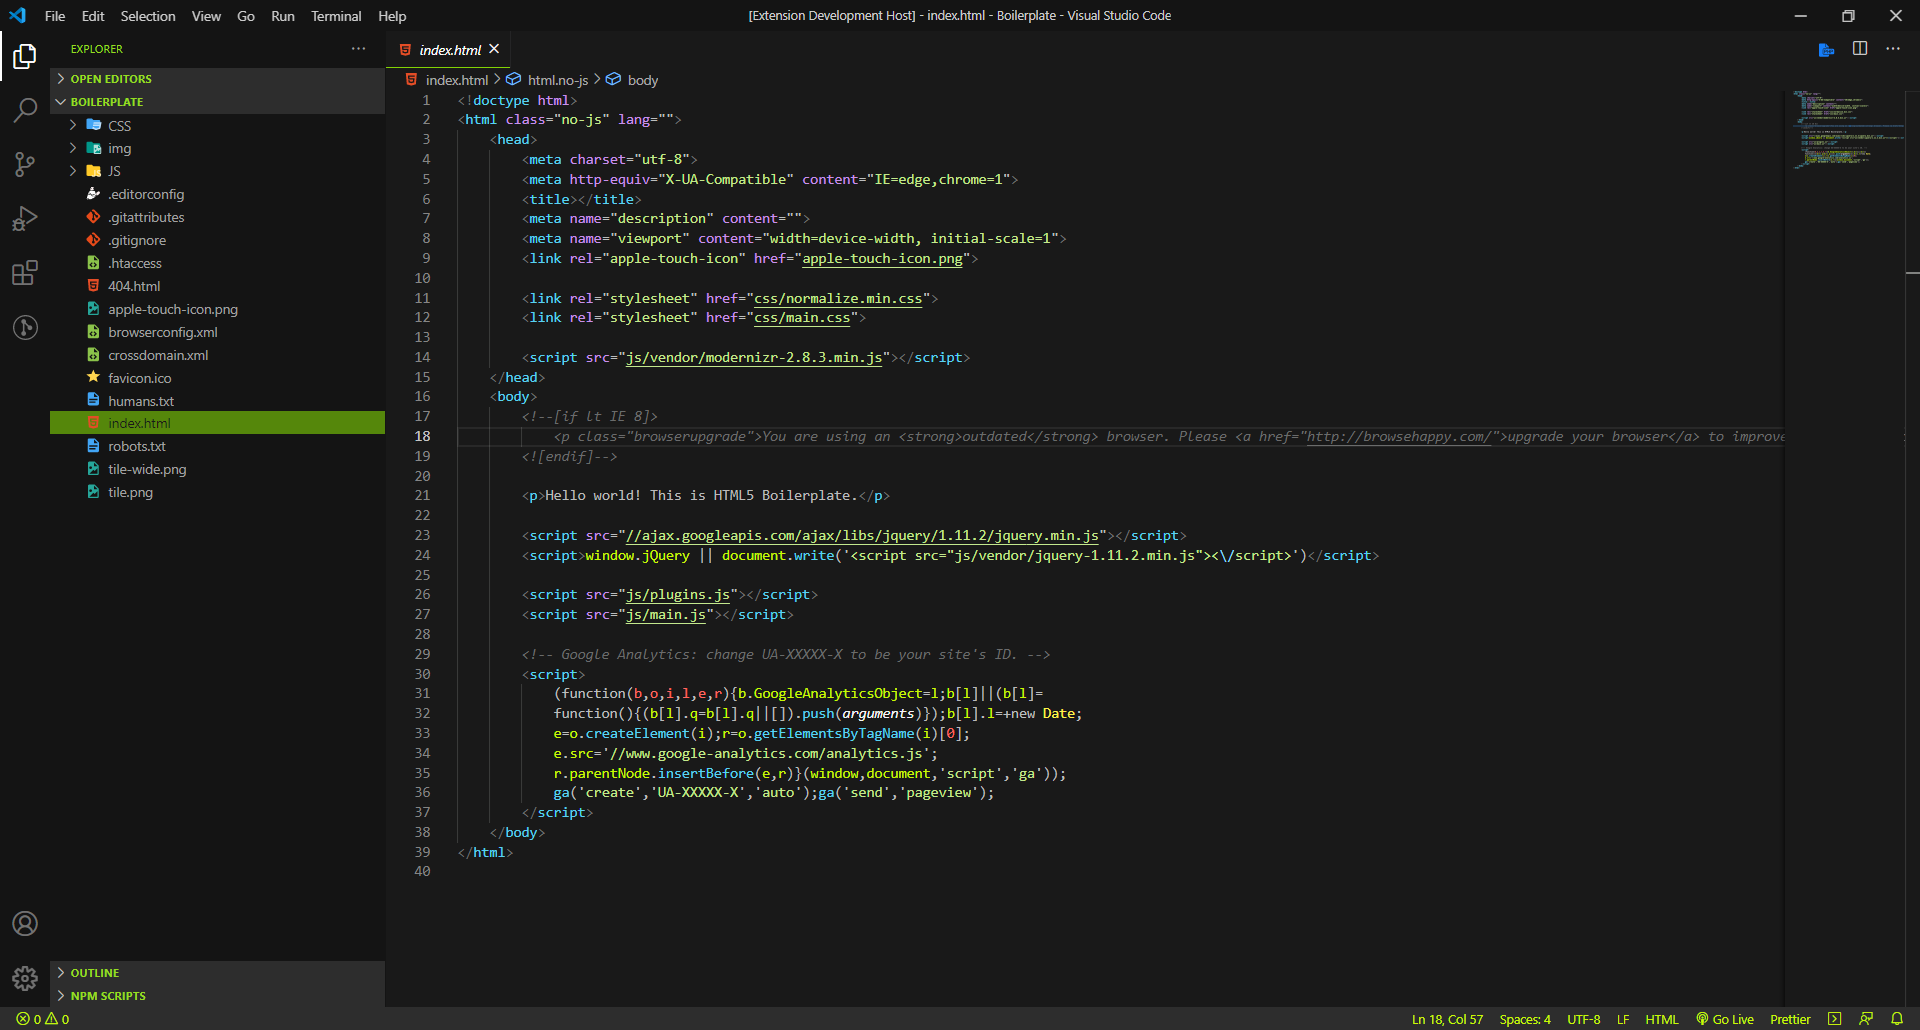 File Edit Selection View Go Run Terminal Help
[Extension Development Host] - index.html - Boilerplate - Visual Studio Code
EXPLORER
OPEN EDITORS
BOILERPLATE
CSS
img
JS
.editorconfig
.gitattributes
.gitignore
.htaccess
404.html
apple-touch-icon.png
browserconfig.xml
crossdomain.xml
favicon.ico
humans.txt
index.html
robots.txt
tile-wide.png
tile.png
OUTLINE
NPM SCRIPTS
index.html
index.html > html.no-js > body
1 <!doctype html>
2 <html class="no-js" lang="">
3 <head>
4 <meta charset="utf-8">
5 <meta http-equiv="X-UA-Compatible" content="IE=edge,chrome=1">
6 <title></title>
7 <meta name="description" content="">
8 <meta name="viewport" content="width=device-width, initial-scale=1">
9 <link rel="apple-touch-icon" href="apple-touch-icon.png">
10
11 <link rel="stylesheet" href="css/normalize.min.css">
12 <link rel="stylesheet" href="css/main.css">
13
14 <script src="js/vendor/modernizr-2.8.3.min.js"></script>
15 </head>
16 <body>
17 <!--[if lt IE 8]>
18 <p class="browserupgrade">You are using an <strong>outdated</strong> browser. Please <a href="http://browsehappy.com/">upgrade your browser</a> to improve
19 <![endif]-->
20
21 <p>Hello world! This is HTML5 Boilerplate.</p>
22
23 <script src="//ajax.googleapis.com/ajax/libs/jquery/1.11.2/jquery.min.js"></script>
24 <script>window.jQuery || document.write('<script src="js/vendor/jquery-1.11.2.min.js"><\/script>')</script>
25
26 <script src="js/plugins.js"></script>
27 <script src="js/main.js"></script>
28
29 <!-- Google Analytics: change UA-XXXXX-X to be your site's ID. -->
30 <script>
31 (function(b,o,i,l,e,r){b.GoogleAnalyticsObject=l;b[l]||(b[l]=
32 function(){(b[l].q=b[l].q||[]).push(arguments)});b[l].l=+new Date;
33 e=o.createElement(i);r=o.getElementsByTagName(i)[0];
34 e.src='//www.google-analytics.com/analytics.js';
35 r.parentNode.insertBefore(e,r)}(window,document,'script','ga'));
36 ga('create','UA-XXXXX-X','auto');ga('send','pageview');
37 </script>
38 </body>
39 </html>
40
0 0
Ln 18, Col 57 Spaces: 4 UTF-8 LF HTML Go Live Prettier